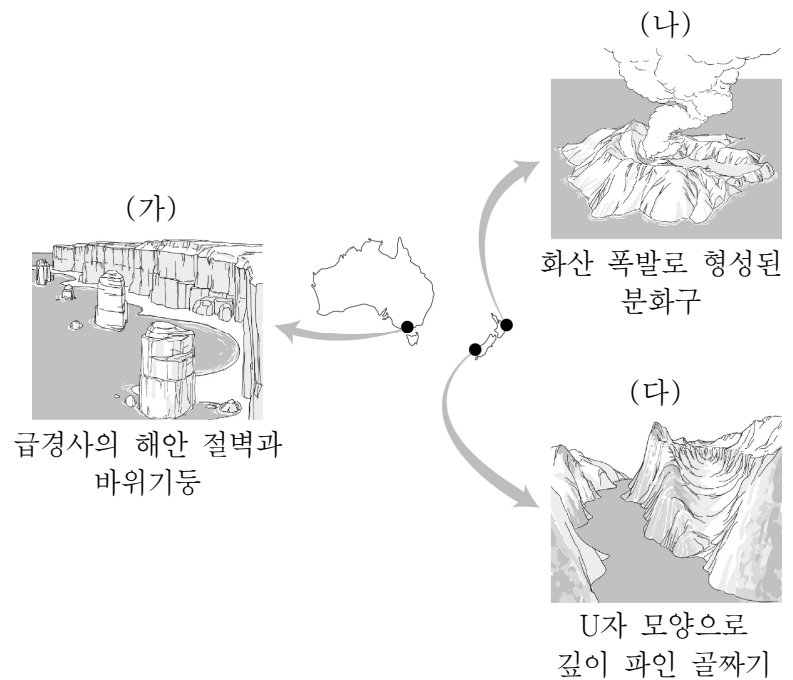 (가)
급경사의 해안 절벽과
바위기둥
(나)
화산 폭발로 형성된
분화구
(다)
U자 모양으로
깊이 파인 골짜기